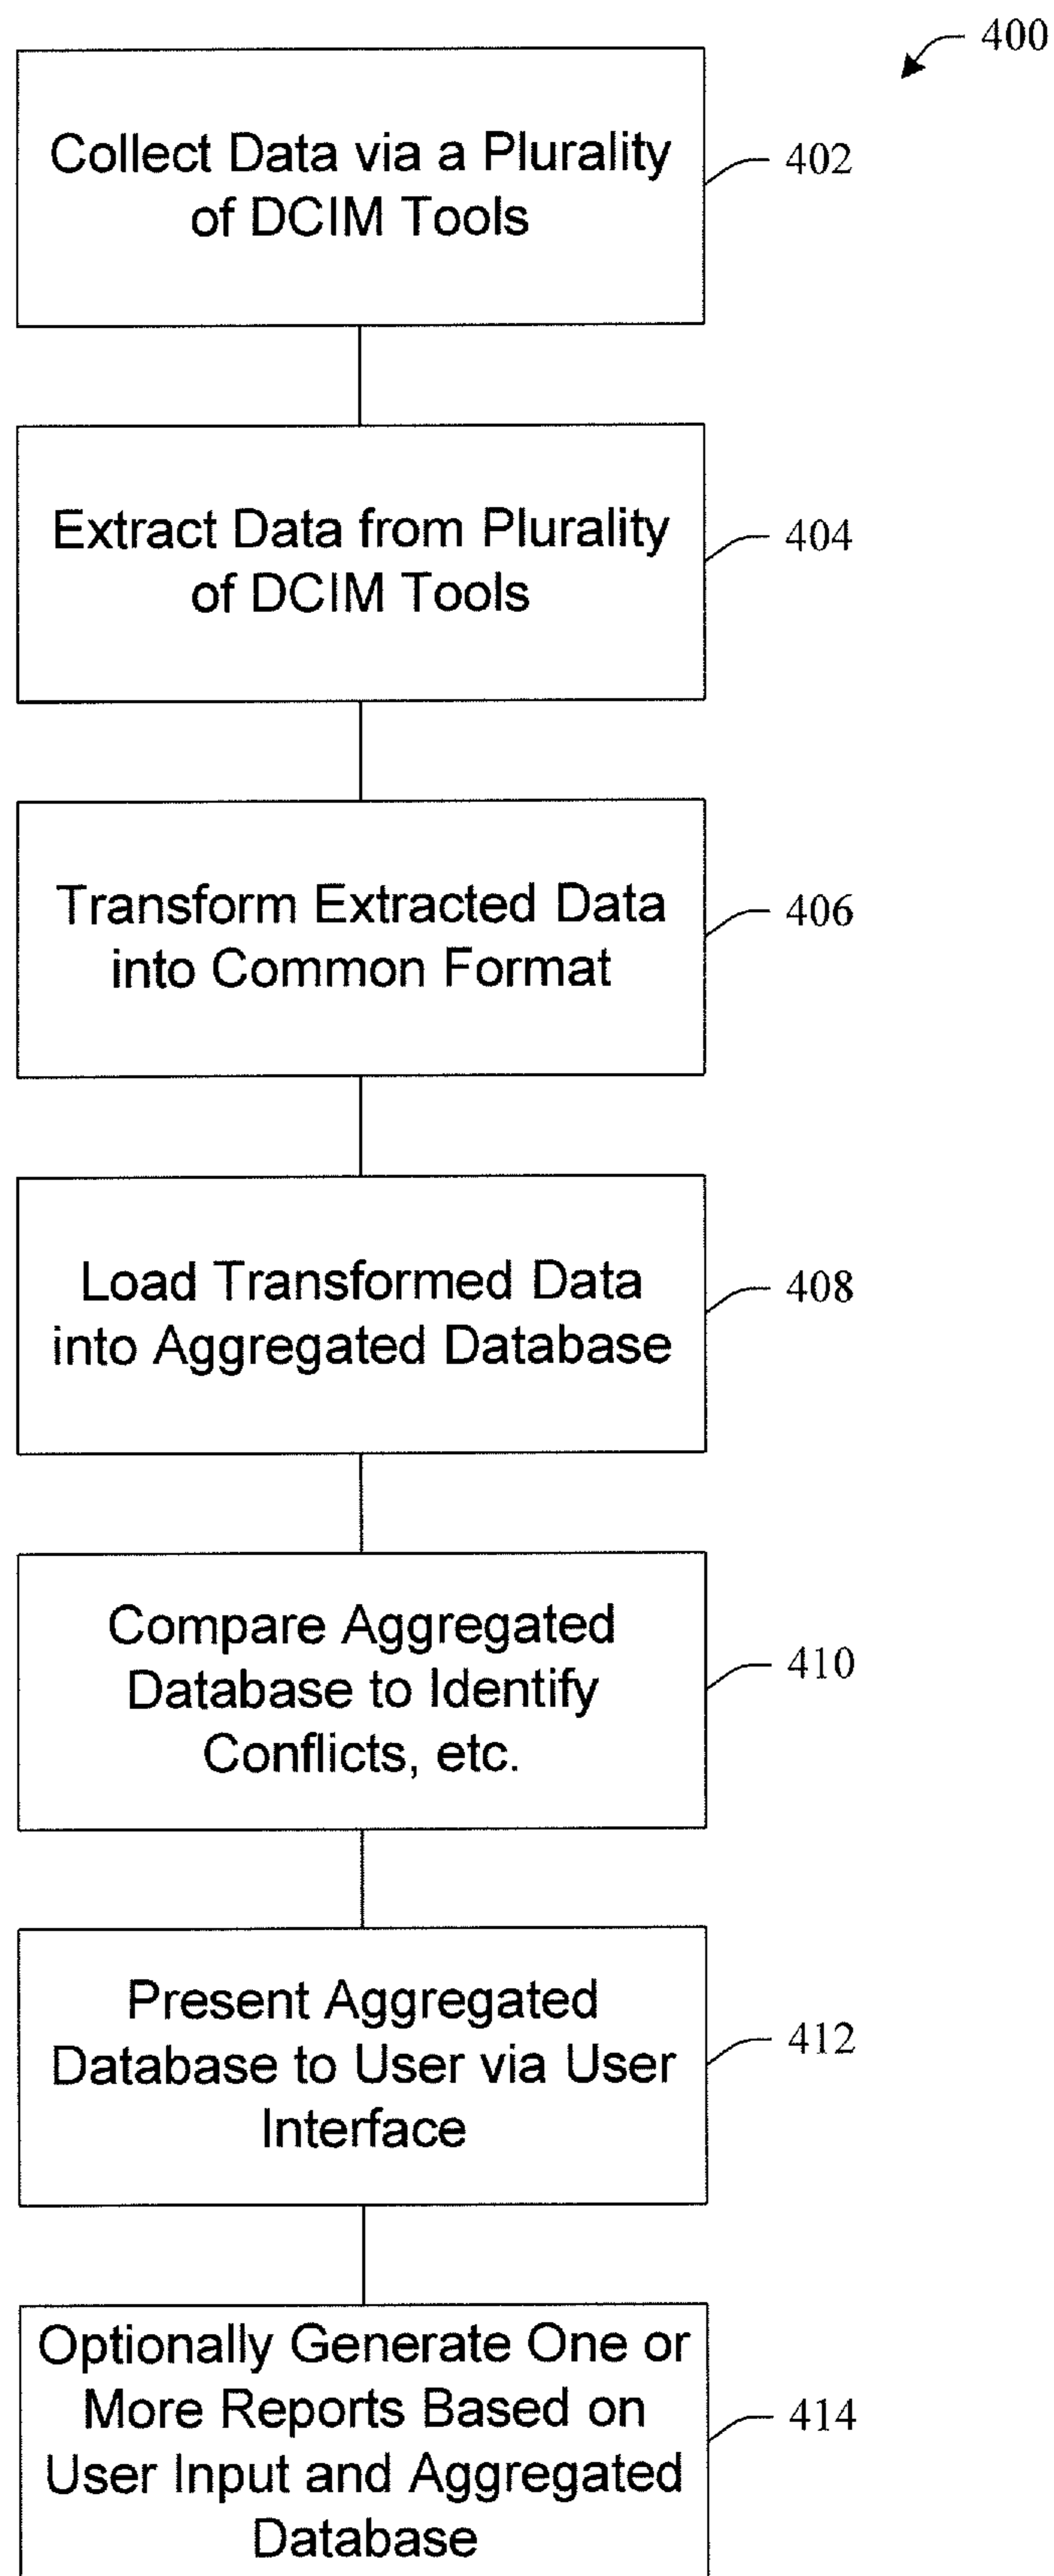 400
Collect Data via a Plurality
of DCIM Tools
402
Extract Data from Plurality
of DCIM Tools
404
Transform Extracted Data
into Common Format
406
Load Transformed Data
into Aggregated Database
408
Compare Aggregated
Database to Identify
Conflicts, etc.
410
Present Aggregated
Database to User via User
Interface
412
Optionally Generate One or
More Reports Based on
User Input and Aggregated
Database
414